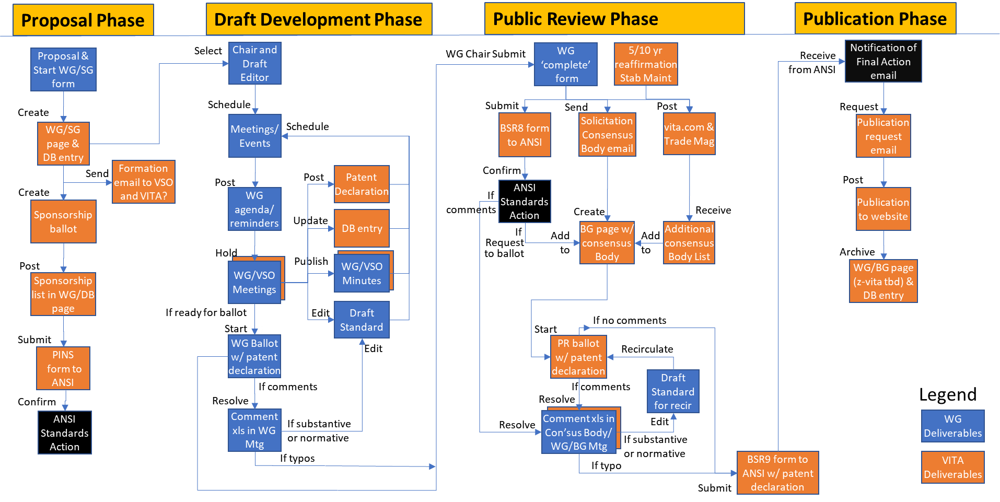 Proposal Phase
Draft Development Phase
Public Review Phase
Publication Phase
Proposal &
Start WG/SG
form
Create
WG/SG
page &
DB entry
Send
Formation
email to VSO
and VITA?
Create
Sponsorship
ballot
Post
Sponsorship
list in WG/DB
page
Submit
PINS
form to
ANSI
Confirm
ANSI
Standards
Action
Select
Chair and
Draft
Editor
Schedule
Meetings/
Events
Schedule
Post
WG
agenda/
reminders
Hold
WG/VSO
Meetings
Post
Patent
Declaration
Update
DB entry
Publish
WG/VSO
Minutes
Edit
Draft
Standard
Edit
If ready for ballot
Start
WG Ballot
w/ patent
declaration
If comments
Resolve
Comment
xls in WG
Mtg
If substantive
or normative
If typos
WG Chair Submit
WG
‘complete’
form
5/10 yr
reaffirmation
Stab Maint
Submit
BSR8 form
to ANSI
Send
Solicitation
Consensus
Body email
Post
vita.com &
Trade Mag
Confirm
ANSI
Standards
Action
If
comments
If
Request
to ballot
Add
to
Create
BG page w/
consensus
Body
Add
to
Receive
Additional
consensus
Body List
If no comments
Start
PR ballot
w/ patent
declaration
Recirculate
Draft
Standard
for recir
If comments
Resolve
Resolve
Comment xls in
Con’sus Body/
WG/BG Mtg
Edit
If substantive
or normative
If typo
Submit
BSR9 form to
ANSI w/ patent
declaration
Receive
from ANSI
Notification of
Final Action
email
Request
Publication
request
email
Post
Publication
to website
Archive
WG/BG page
(z-vita tbd) &
DB entry
Legend
WG
Deliverables
VITA
Deliverables